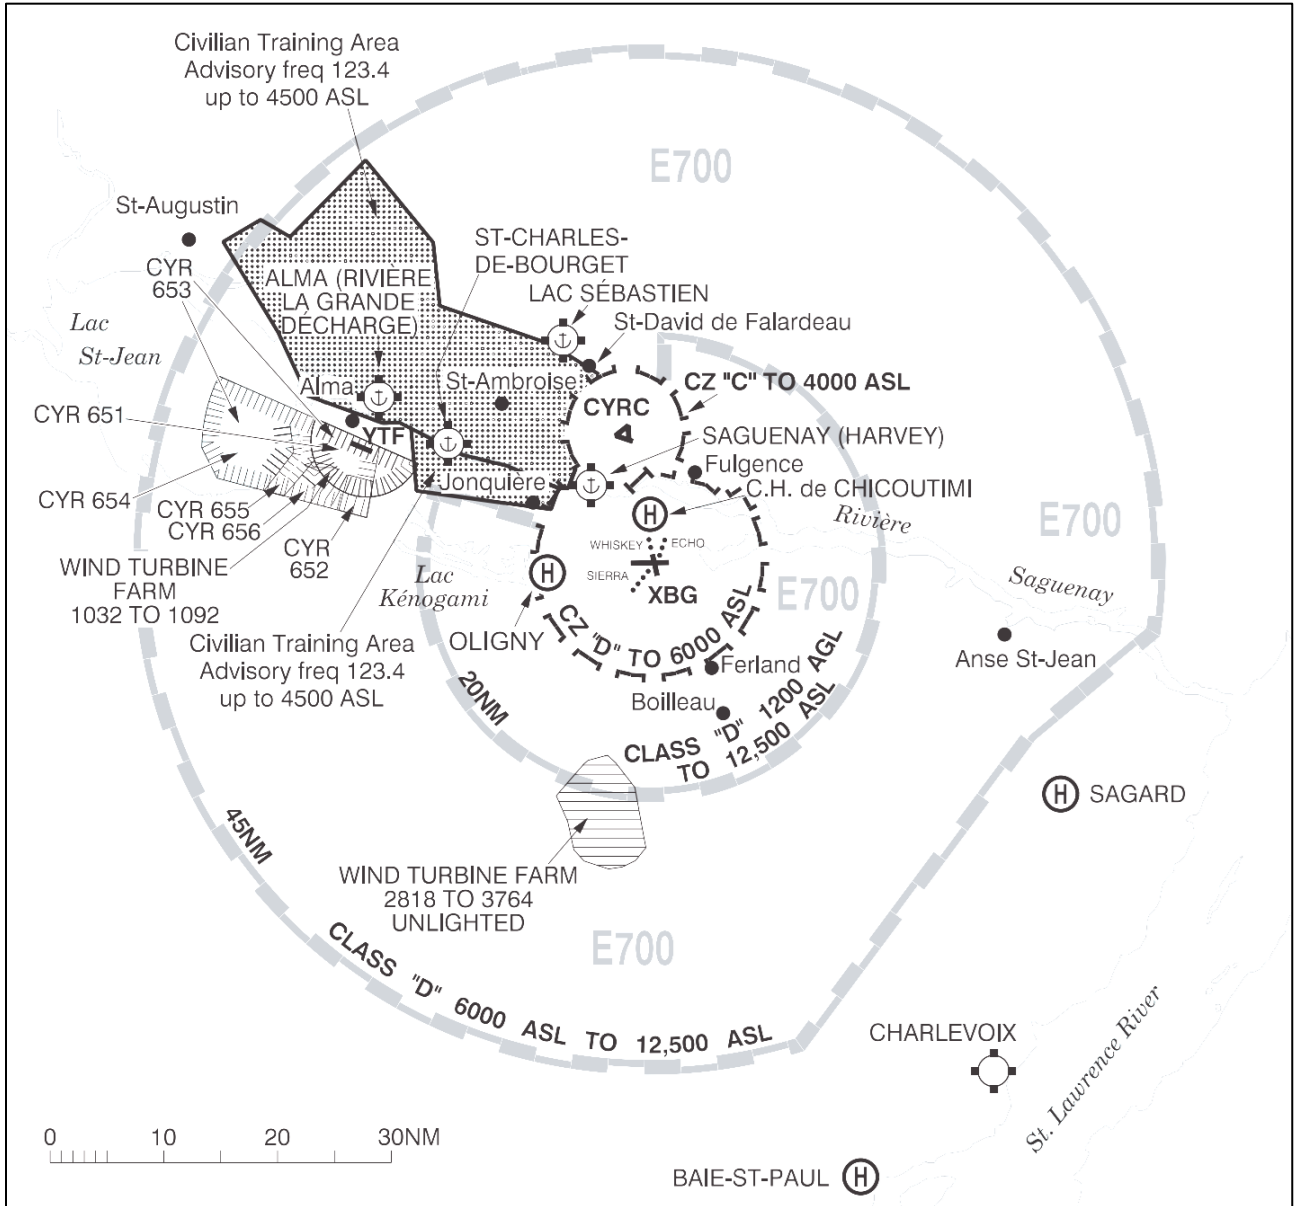 Civilian Training Area
Advisory freq 123.4
up to 4500 ASL
E700
St-Augustin
CYR
653
ST-CHARLES-
DE-BOURGET
ALMA (RIVIÈRE
LA GRANDE
DÉCHARGE)
LAC SÉBASTIEN
St-David de Falardeau
Lac
St-Jean
Alma
St-Ambroise
CZ "C" TO 4000 ASL
CYRC
CYR 651
YTF
SAGUENAY (HARVEY)
Jonquière
Fulgence
C.H. de CHICOUTIMI
Rivière
CYR 654
CYR 655
CYR 656
CYR
652
E700
WHISKEY
ECHO
SIERRA
XBG
WIND TURBINE
FARM
1032 TO 1092
Lac
Kénogami
E700
Saguenay
OLIGNY
CZ "D" TO 6000 ASL
Civilian Training Area
Advisory freq 123.4
up to 4500 ASL
Ferland
Anse St-Jean
Boilleau
20NM
CLASS "D" 1200 AGL
TO 12,500 ASL
SAGARD
45NM
WIND TURBINE FARM
2818 TO 3764
UNLIGHTED
E700
CLASS "D" 6000 ASL TO 12,500 ASL
CHARLEVOIX
St. Lawrence River
0 10 20 30NM
BAIE-ST-PAUL
H
H
H
H